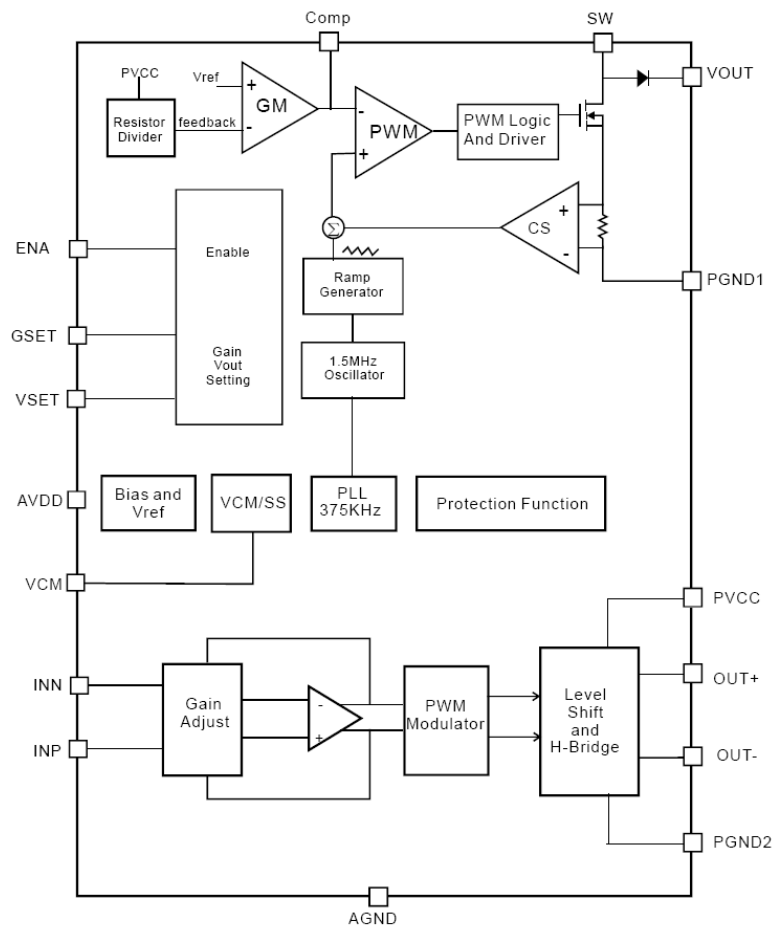 Comp
SW
VOUT
PVCC
Vref
+
GM
-
Resistor
Divider
feedback
-
PWM
+
PWM Logic
And Driver
ENA
Enable
Σ
+
CS
-
PGND1
Ramp
Generator
GSET
Gain
Vout
Setting
1.5MHz
Oscillator
VSET
AVDD
Bias and
Vref
VCM/SS
PLL
375KHz
Protection Function
VCM
PVCC
INN
Gain
Adjust
-
+
PWM
Modulator
Level
Shift
and
H-Bridge
OUT+
INP
OUT-
PGND2
AGND